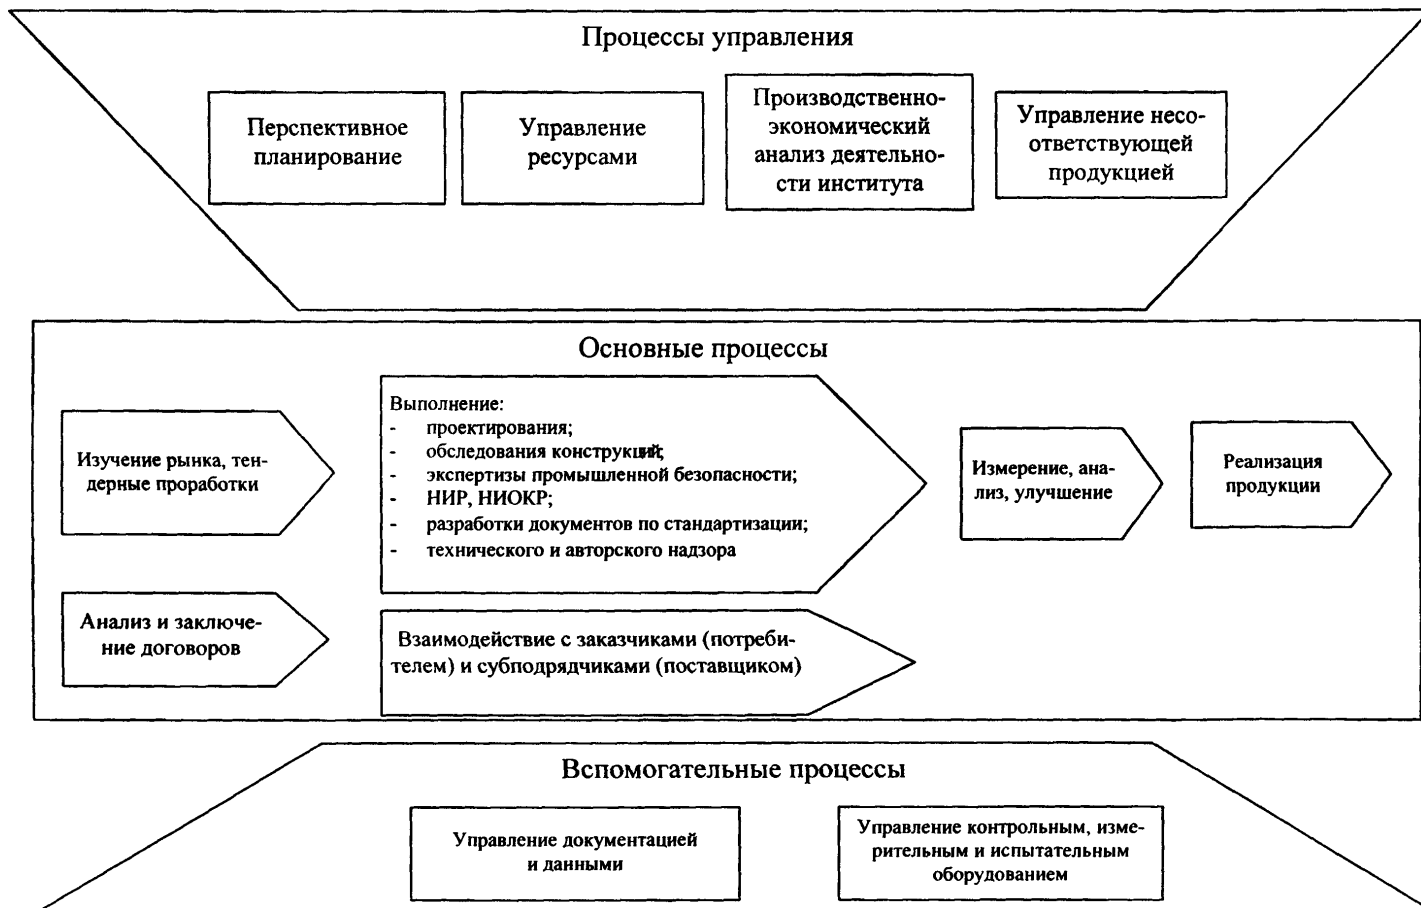 Процессы управления
Перспективное
планирование
Управление
ресурсами
Производственно-
экономический
анализ деятельно-
сти института
Управление несо-
ответствующей
продукцией
Основные процессы
Изучение рынка, тен-
дерные проработки
Выполнение:
- проектирования;
- обследования конструкций;
- экспертизы промышленной безопасности;
- НИР, НИОКР;
- разработки документов по стандартизации;
- технического и авторского надзора
Измерение, ана-
лиз, улучшение
Реализация
продукции
Анализ и заключе-
ние договоров
Взаимодействие с заказчиками (потреби-
телем) и субподрядчиками (поставщиком)
Вспомогательные процессы
Управление документацией
и данными
Управление контрольным, изме-
рительным и испытательным
оборудованием